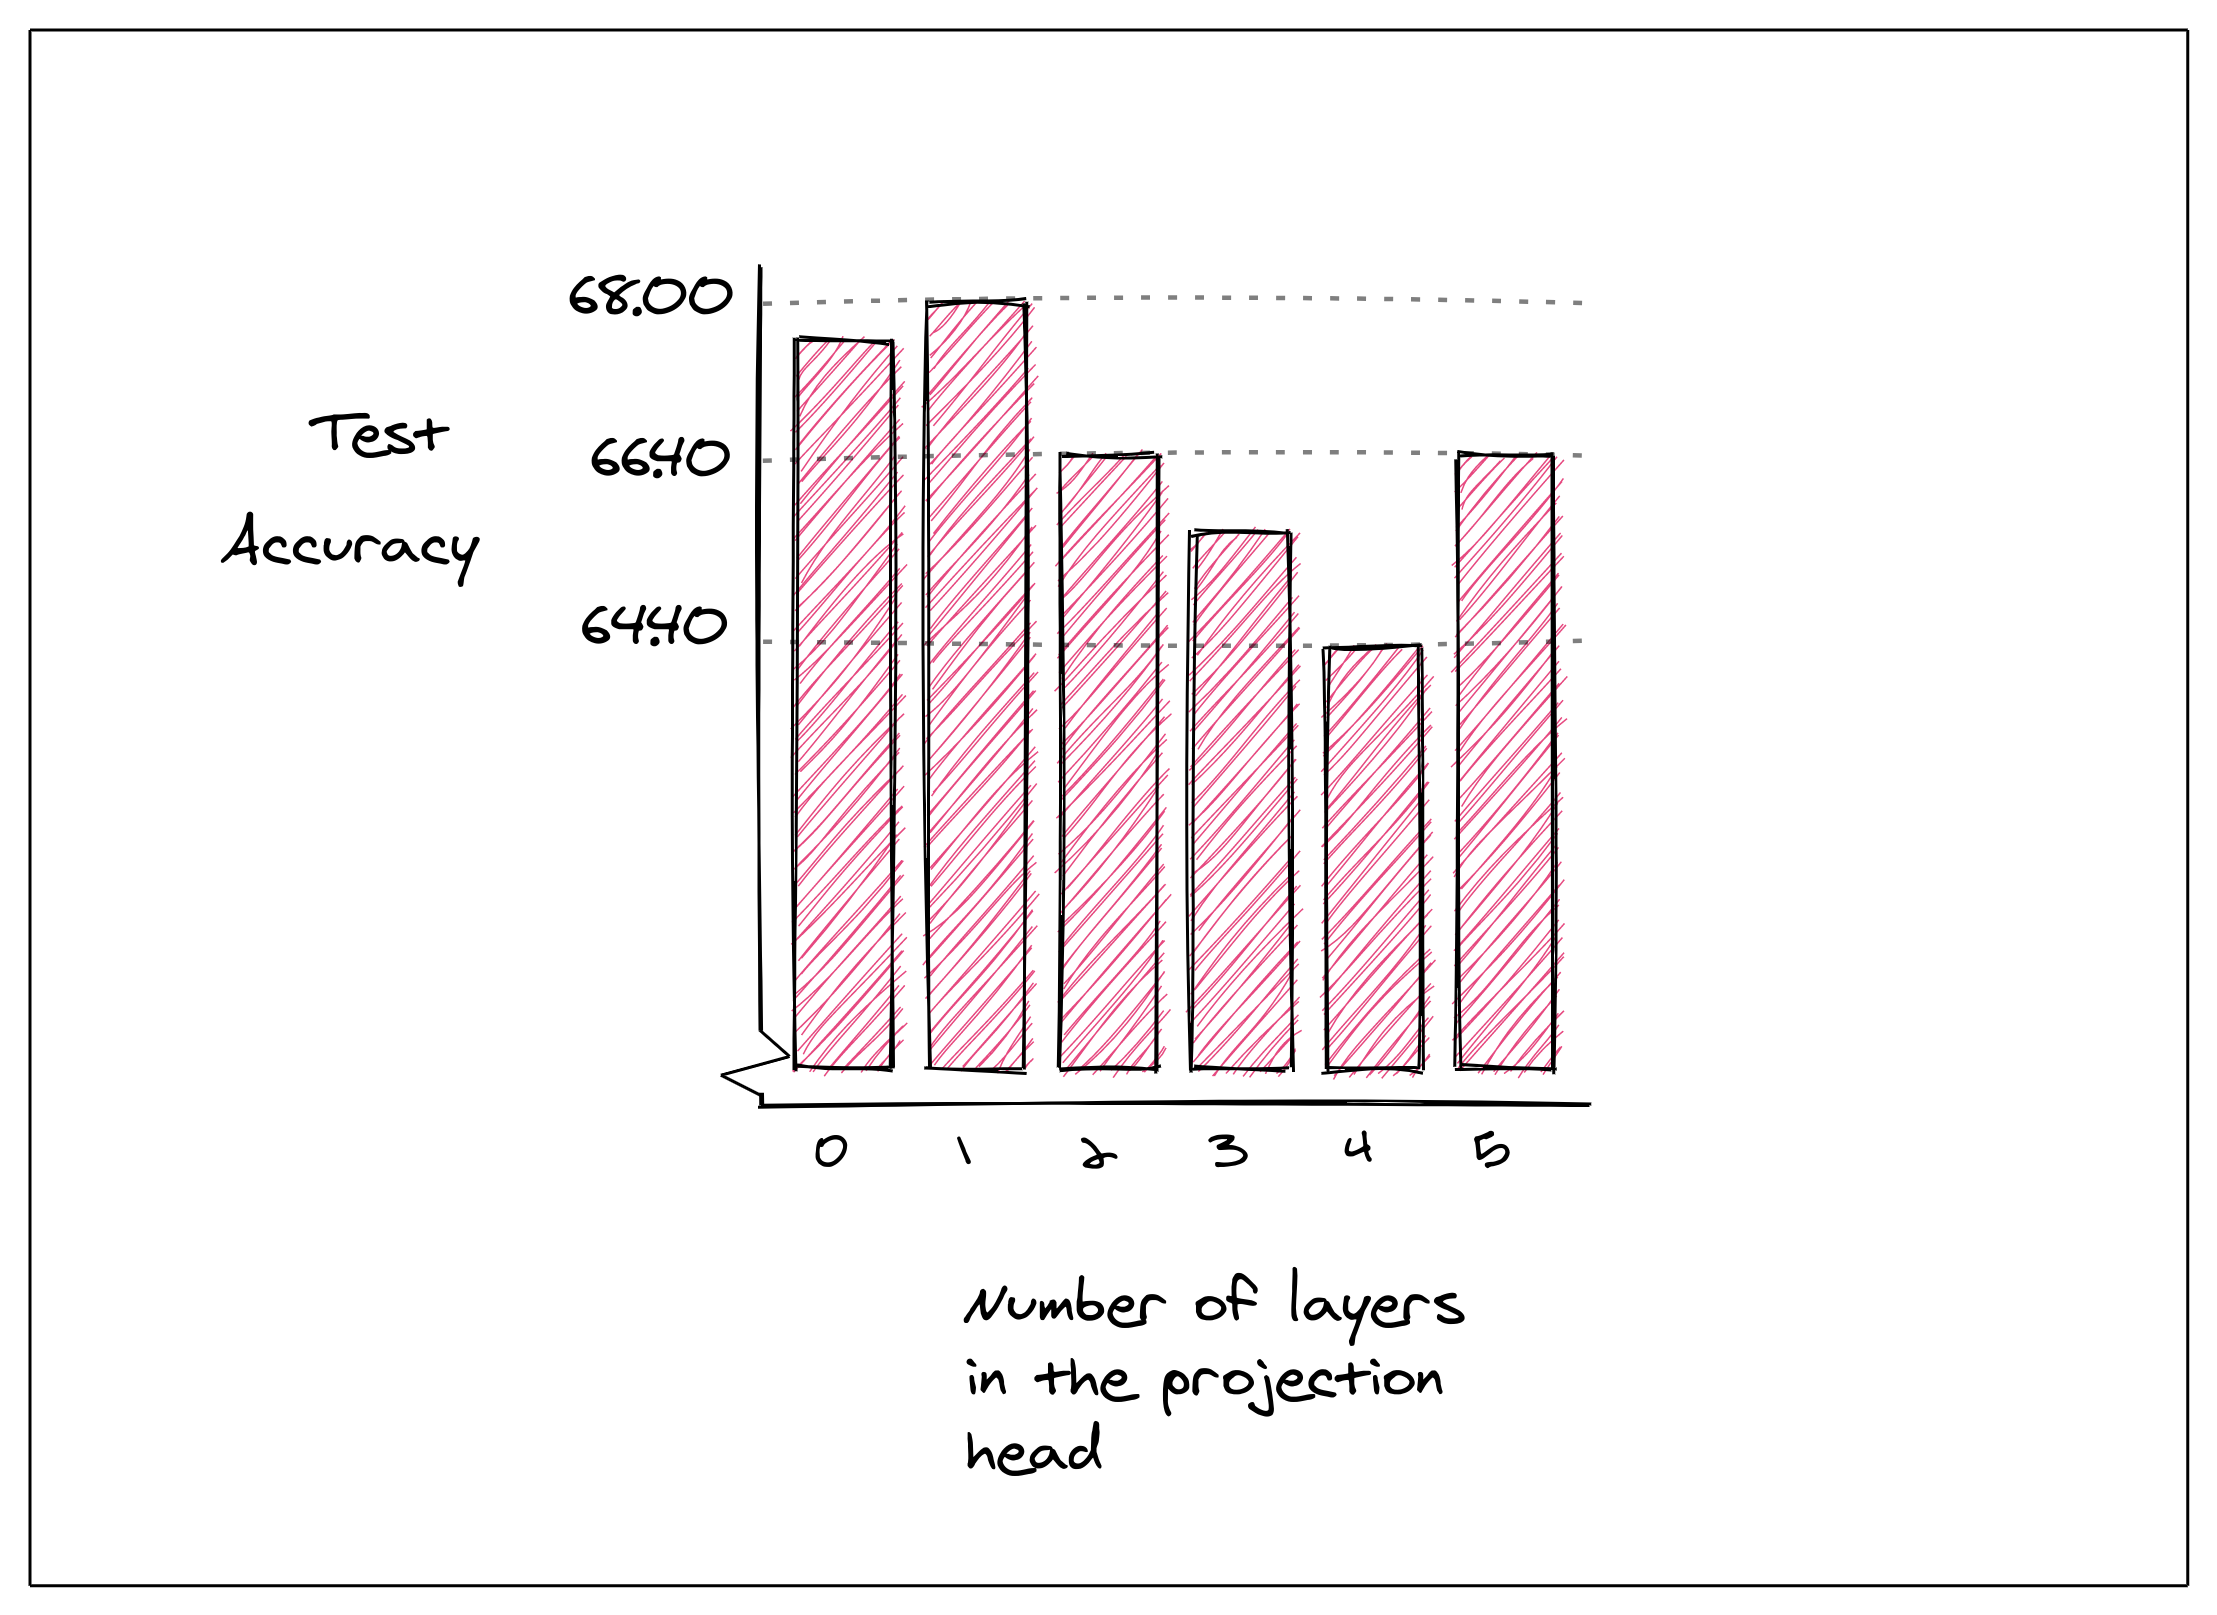 68.00
66.40
64.40
Test
Accuracy
0 1 2 3 4 5
Number of layers
in the projection
head